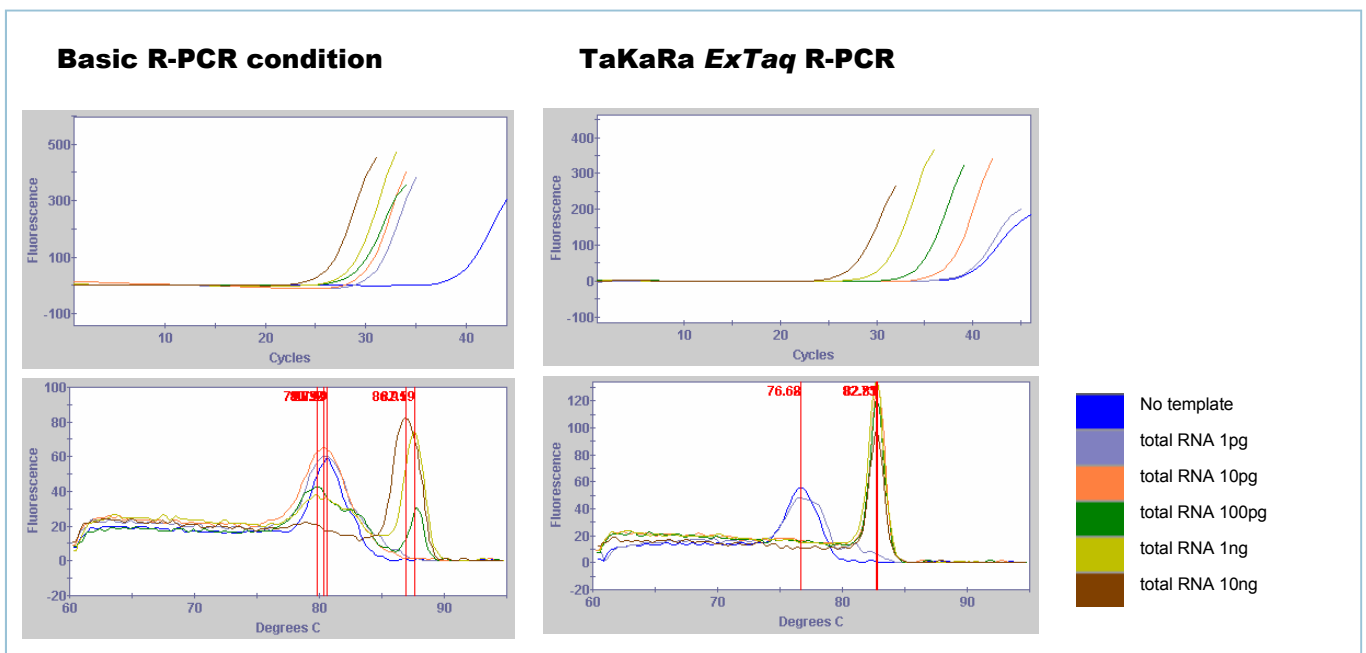 Basic R-PCR condition
TaKaRa ExTaq R-PCR
500
300
100
-100
Fluorescence
10
20
30
40
Cycles
400
300
200
100
0
-100
Fluorescence
10
20
30
40
Cycles
100
80
60
40
20
0
-20
Fluorescence
60
70
80
90
Degrees C
76.68
120
100
80
60
40
20
0
-20
Fluorescence
60
70
80
90
Degrees C
No template
total RNA 1pg
total RNA 10pg
total RNA 100pg
total RNA 1ng
total RNA 10ng